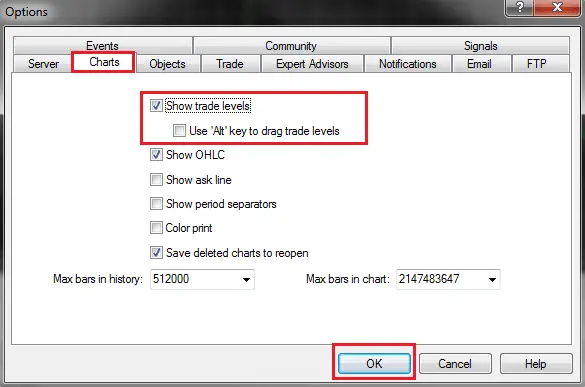 Options
Events Community Signals
Server Charts Objects Trade Expert Advisors Notifications Email FTP
Show trade levels
Use 'Alt' key to drag trade levels
Show OHLC
Show ask line
Show period separators
Color print
Save deleted charts to reopen
Max bars in history: 512000 Max bars in chart: 2147483647
OK Cancel Help